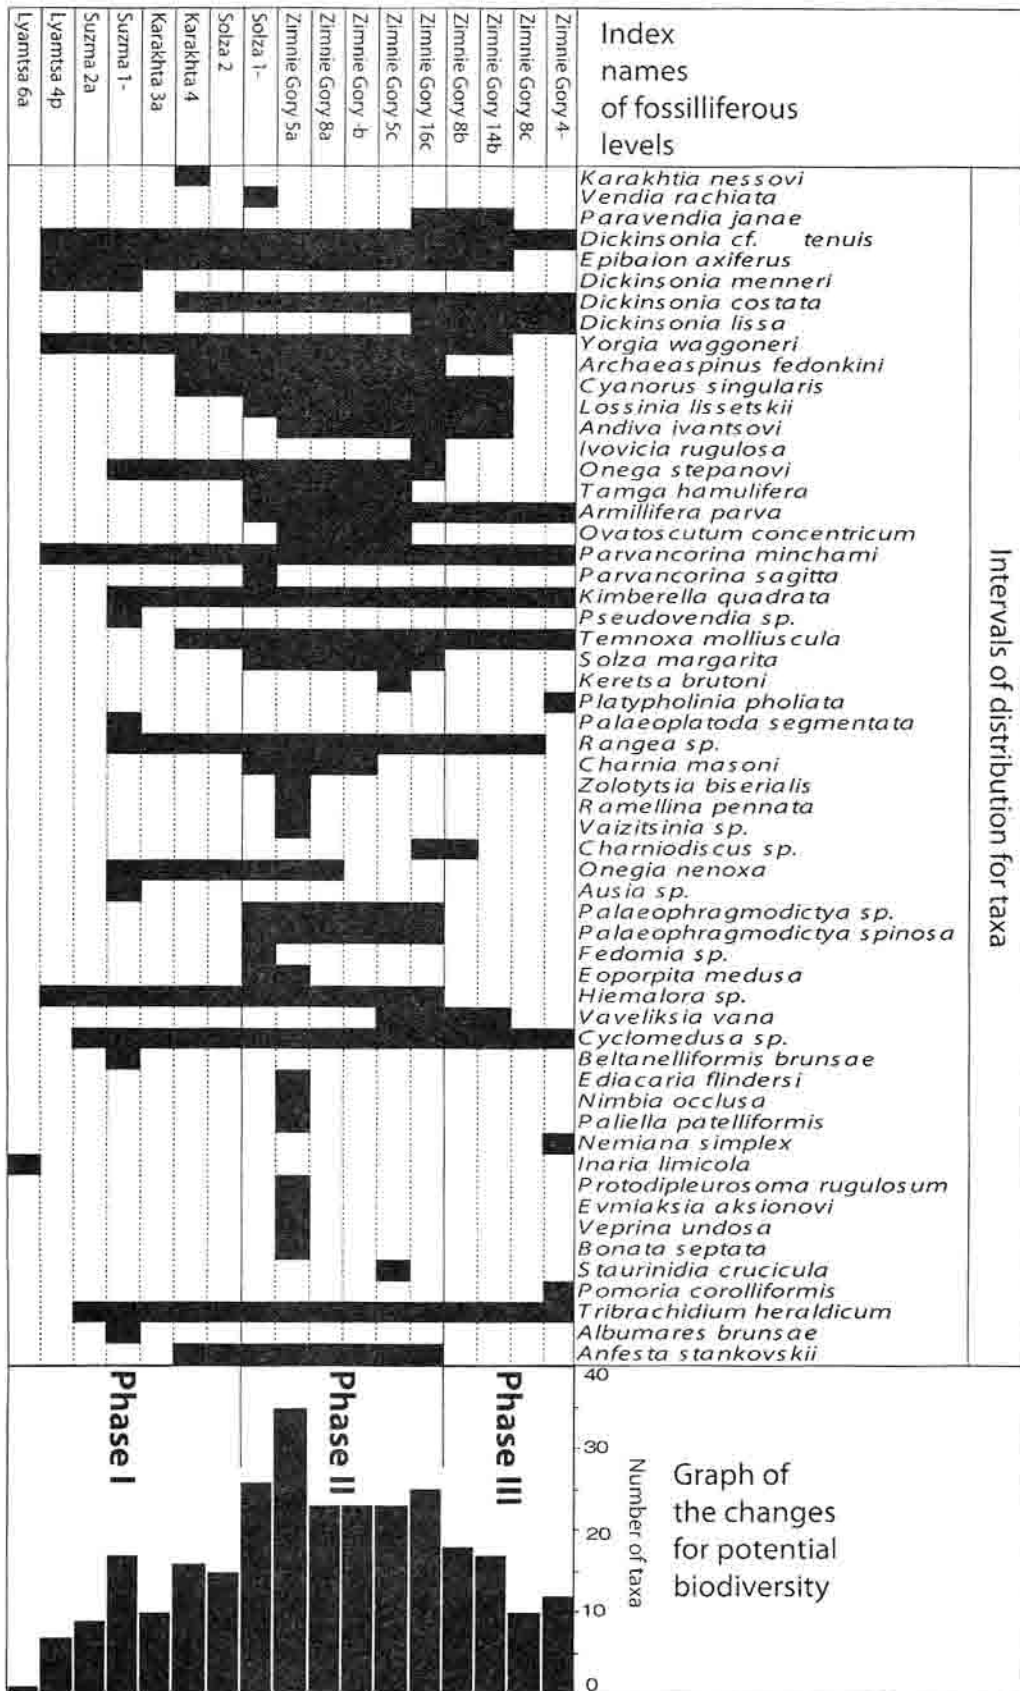 Lyamtsa 6a
Lyamtsa 4p
Suzma 2a
Suzma 1-
Karakhta 3a
Karakhta 4
Solza 2
Solza 1-
Zimnie Gory 5a
Zimnie Gory 8a
Zimnie Gory -b
Zimnie Gory 5c
Zimnie Gory 16c
Zimnie Gory 8b
Zimnie Gory 14b
Zimnie Gory 8c
Zimnie Gory 4-
Index
names
of fossilliferous
levels
Karakhtia nessovi
Vendia rachiata
Paravendia janae
Dickinsonia cf. tenuis
Epibaion axiferus
Dickinsonia menneri
Dickinsonia costata
Dickinsonia lissa
Yorgia waggoneri
Archaeaspinus fedonkini
Cyanorus singularis
Lossinia lissetskii
Andiva ivantsovi
Ivovicia rugulosa
Onega stepanovi
Tamga hamulifera
Armillifera parva
Ovatoscutum concentricum
Parvancorina minchami
Parvancorina sagitta
Kimberella quadrata
Pseudovendia sp.
Temnoxa molliuscula
Solza margarita
Keretsa brutoni
Platypholinia pholiata
Palaeoplatoda segmentata
Rangea sp.
Charnia masoni
Zolotytsia biserialis
Ramellina pennata
Vaizitsinia sp.
Charniodiscus sp.
Onegia nenoxa
Ausia sp.
Palaeophragmodictya sp.
Palaeophragmodictya spinosa
Fedomia sp.
Eoporpita medusa
Hiemalora sp.
Vaveliksia vana
Cyclomedusa sp.
Beltanelliformis brunsae
Ediacaria flindersi
Nimbia occlusa
Paliella patelliformis
Nemiana simplex
Inaria limicola
Protodipleurosoma rugulosum
Evmiaksia aksionovi
Veprina undosa
Bonata septata
Staurinidia crucicula
Pomoria corolliformis
Tribrachidium heraldicum
Albumares brunsae
Anfesta stankovskii
Intervals of distribution for taxa
Phase I
Phase II
Phase III
40
30
20
10
0
Number of taxa
Graph of
the changes
for potential
biodiversity